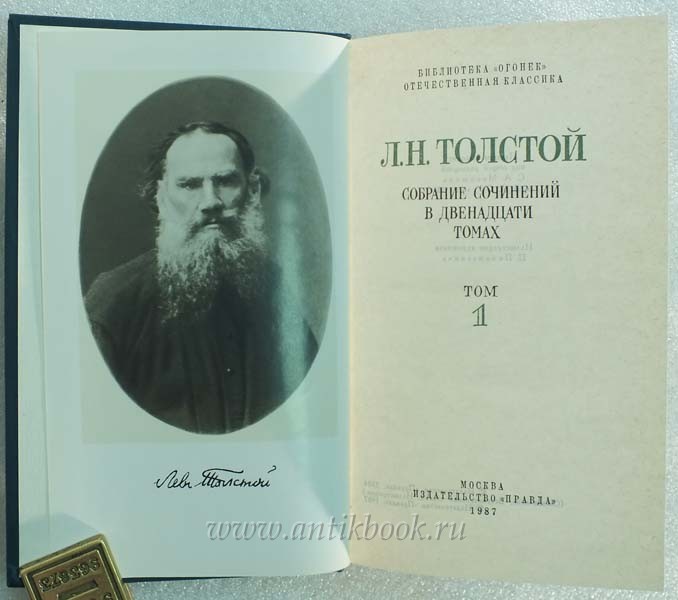 Лев Толстой
БИБЛИОТЕКА «ОГОНЕК»
ОТЕЧЕСТВЕННАЯ КЛАССИКА
Л.Н. ТОЛСТОЙ
СОБРАНИЕ СОЧИНЕНИЙ
В ДВЕНАДЦАТИ
ТОМАХ
ТОМ
1
МОСКВА
ИЗДАТЕЛЬСТВО «ПРАВДА»
1987
www.antikbook.ru